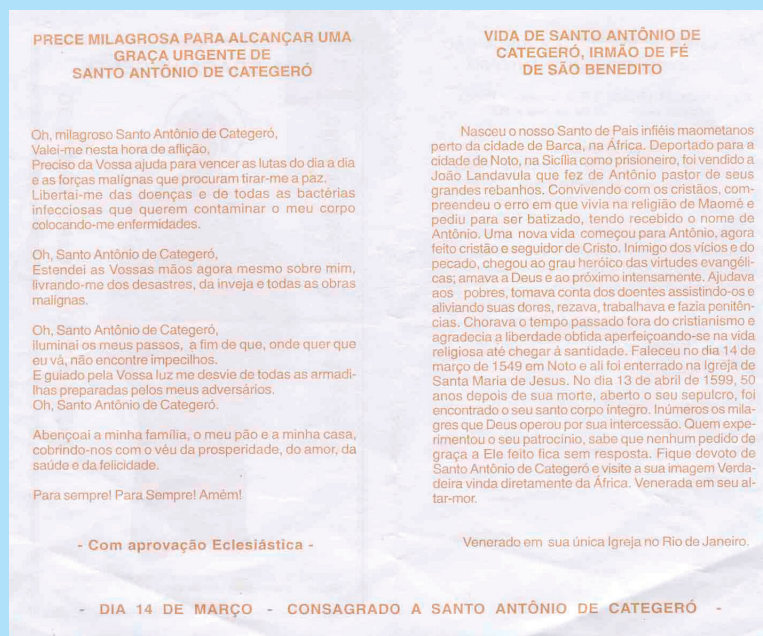 PRECE MILAGROSA PARA ALCANÇAR UMA
GRAÇA URGENTE DE
SANTO ANTÔNIO DE CATEGERÓ
Oh, milagroso Santo Antônio de Categeró,
Valei-me nesta hora de aflição,
Preciso da Vossa ajuda para vencer as lutas do dia a dia
e as forças malígnas que procuram tirar-me a paz.
Libertai-me das doenças e de todas as bactérias
infecciosas que querem contaminar o meu corpo
colocando-me enfermidades.
Oh, Santo Antônio de Categeró,
Estendei as Vossas mãos agora mesmo sobre mim,
livrando-me dos desastres, da inveja e todas as obras
malígnas.
Oh, Santo Antônio de Categeró,
iluminai os meus passos, a fim de que, onde quer que
eu vá, não encontre impecilhos.
E guiado pela Vossa luz me desvie de todas as armadi-
lhas preparadas pelos meus adversários.
Oh, Santo Antônio de Categeró.
Abençoai a minha família, o meu pão e a minha casa,
cobrindo-nos com o véu da prosperidade, do amor, da
saúde e da felicidade.
Para sempre! Para Sempre! Amém!
- Com aprovação Eclesiástica -
VIDA DE SANTO ANTÔNIO DE
CATEGERÓ, IRMÃO DE FÉ
DE SÃO BENEDITO
Nasceu o nosso Santo de Pais infiéis maometanos
perto da cidade de Barca, na África. Deportado para a
cidade de Noto, na Sicília como prisioneiro, foi vendido a
João Landavula que fez de Antônio pastor de seus
grandes rebanhos. Convivendo com os cristãos, com-
preendeu o erro em que vivia na religião de Maomé e
pediu para ser batizado, tendo recebido o nome de
Antônio. Uma nova vida começou para Antônio, agora
feito cristão e seguidor de Cristo. Inimigo dos vícios e do
pecado, chegou ao grau heróico das virtudes evangéli-
cas; amava a Deus e ao próximo intensamente. Ajudava
aos pobres, tomava conta dos doentes assistindo-os e
aliviando suas dores, rezava, trabalhava e fazia penitên-
cias. Chorava o tempo passado fora do cristianismo e
agradecia a liberdade obtida aperfeiçoando-se na vida
religiosa até chegar à santidade. Faleceu no dia 14 de
março de 1549 em Noto e ali foi enterrado na Igreja de
Santa Maria de Jesus. No dia 13 de abril de 1599, 50
anos depois de sua morte, aberto o seu sepulcro, foi
encontrado o seu santo corpo íntegro. Inúmeros os mila-
gres que Deus operou por sua intercessão. Quem expe-
rimentou o seu patrocínio, sabe que nenhum pedido de
graça a Ele feito fica sem resposta. Fique devoto de
Santo Antônio de Categeró e visite a sua imagem Verda-
deira vinda diretamente da África. Venerada em seu al-
tar-mor.
Venerado em sua única Igreja no Rio de Janeiro.
- DIA 14 DE MARÇO - CONSAGRADO A SANTO ANTÔNIO DE CATEGERÓ -